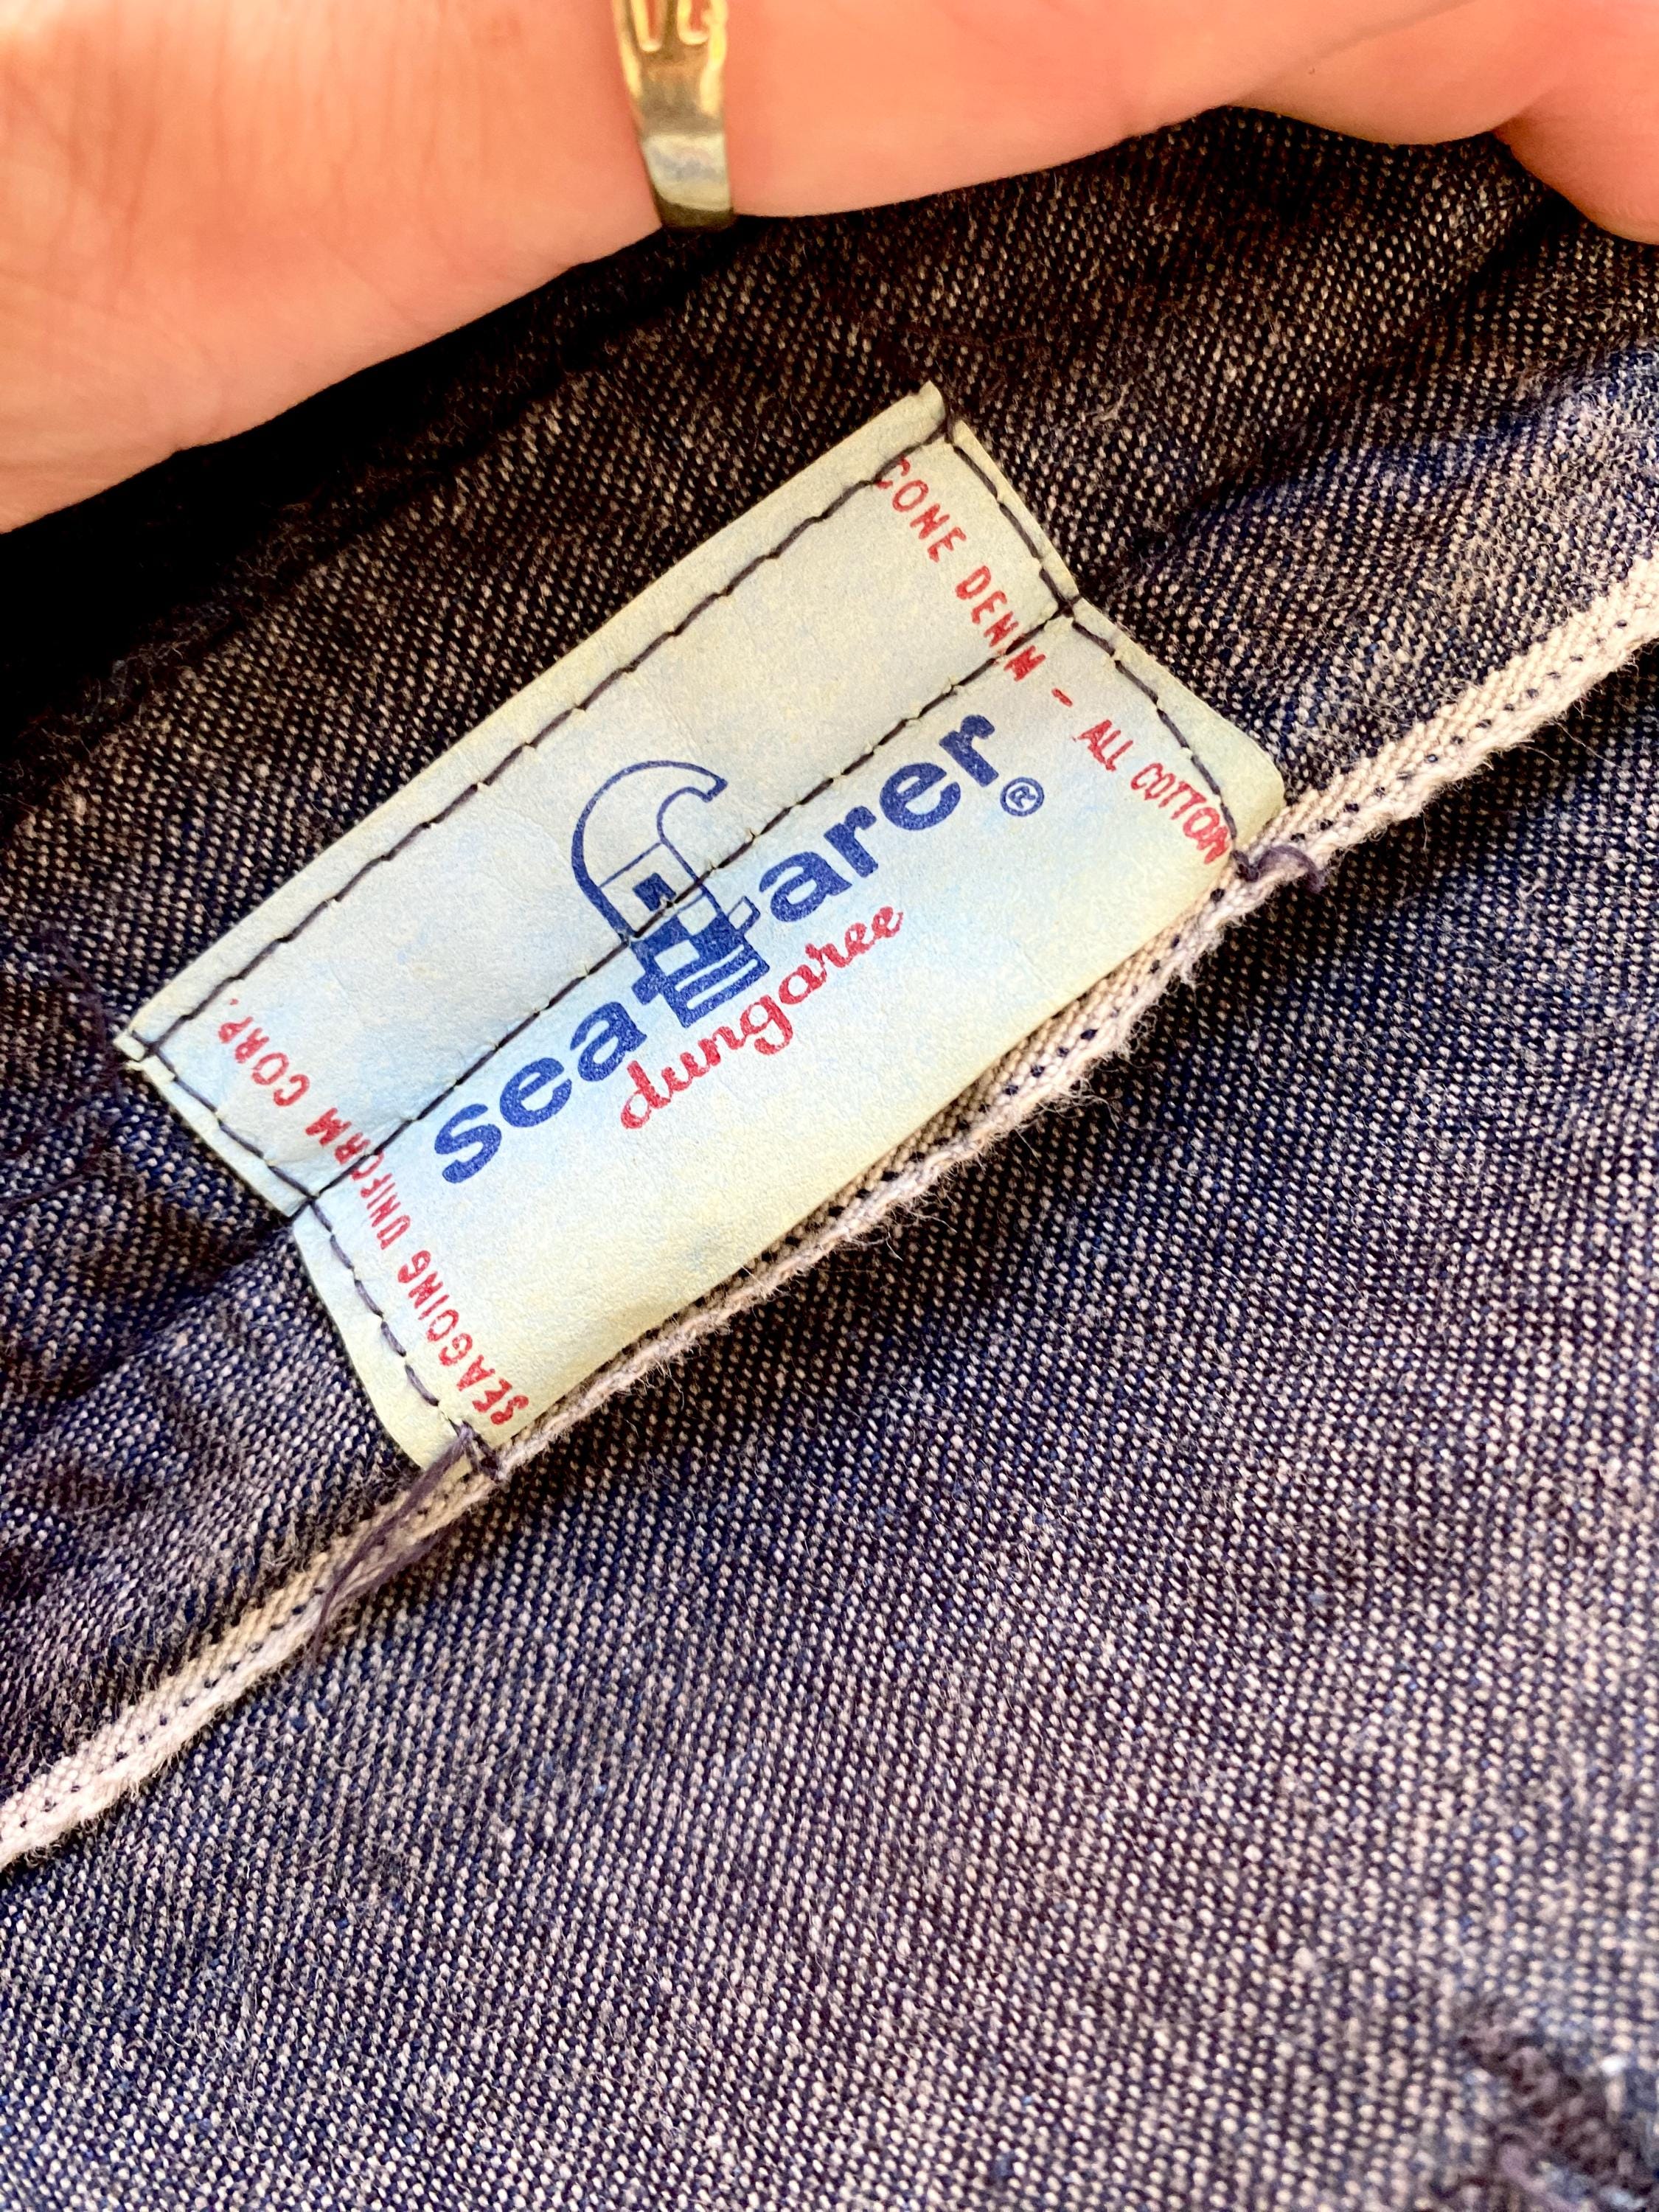 SEAGOING UNIFORM CORP.
seafarer®
dungaree
CONE DENIM - ALL COTTON